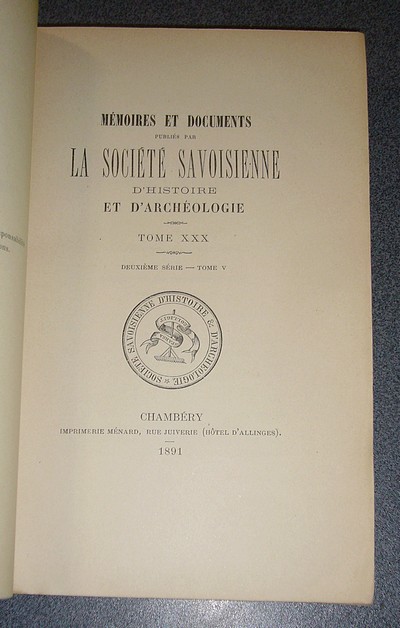 MÉMOIRES ET DOCUMENTS
PUBLIÉS PAR
LA SOCIÉTÉ SAVOISIENNE
D'HISTOIRE
ET D'ARCHÉOLOGIE
TOME XXX
DEUXIÈME SÉRIE — TOME V
SOCIÉTÉ SAVOISIENNE D'HISTOIRE & D'ARCHÉOLOGIE
CHAMBÉRY
IMPRIMERIE MÉNARD, RUE JUIVERIE (HÔTEL D'ALLINGES).
1891